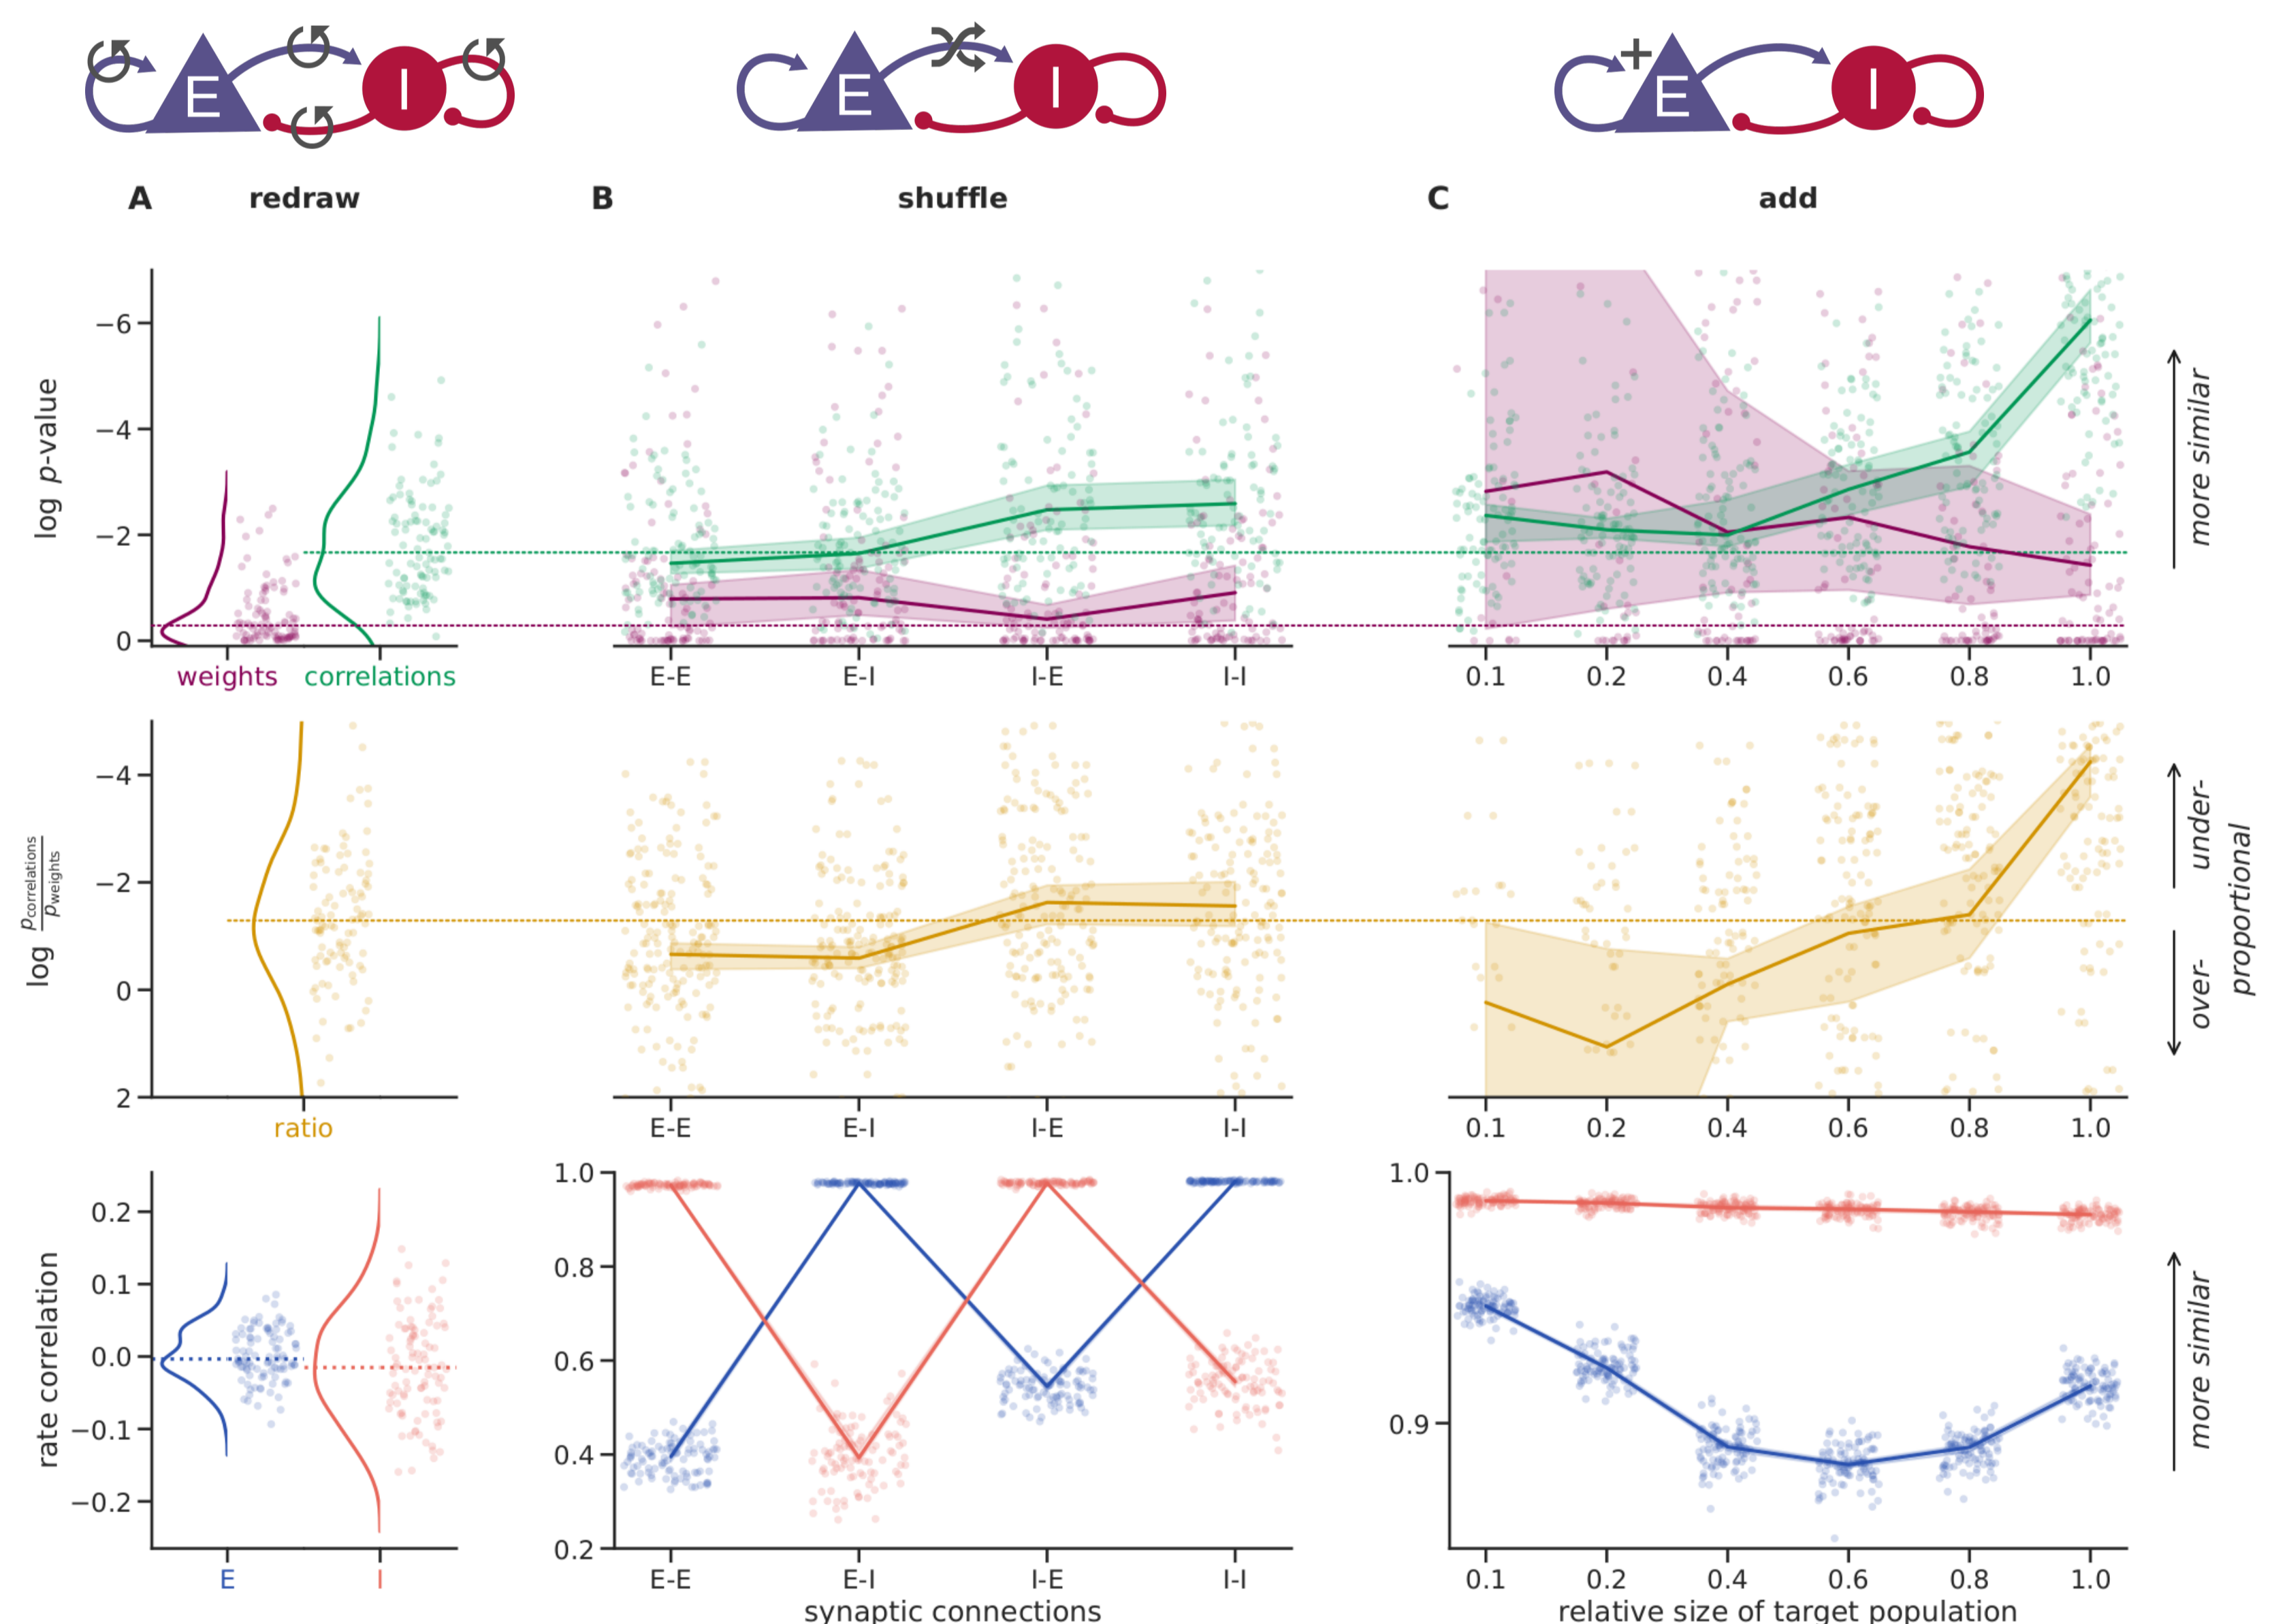 E I E I E I
A redraw B shuffle C add
log p-value
−6
−4
−2
0
weights correlations
E-E E-I I-E I-I
0.1 0.2 0.4 0.6 0.8 1.0
more similar
log pcorrelations
pweights
−4
−2
0
2
ratio
E-E E-I I-E I-I
0.1 0.2 0.4 0.6 0.8 1.0
over- under-
proportional
rate correlation
0.2
0.1
0.0
−0.1
−0.2
E I
1.0
0.8
0.6
0.4
0.2
E-E E-I I-E I-I
synaptic connections
1.0
0.9
0.1 0.2 0.4 0.6 0.8 1.0
relative size of target population
more similar